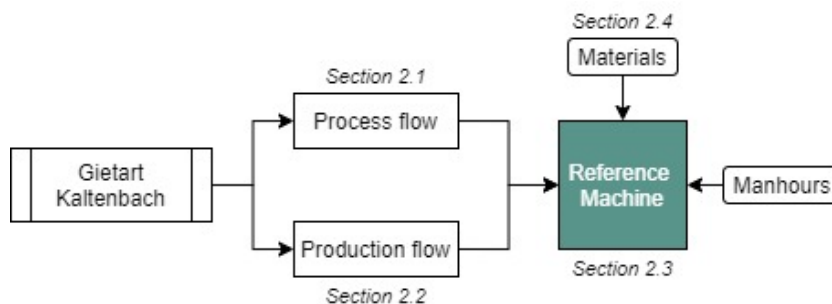 Section 2.4
Materials
Section 2.1
Process flow
Gietart
Kaltenbach
Reference
Machine
Manhours
Production flow
Section 2.3
Section 2.2